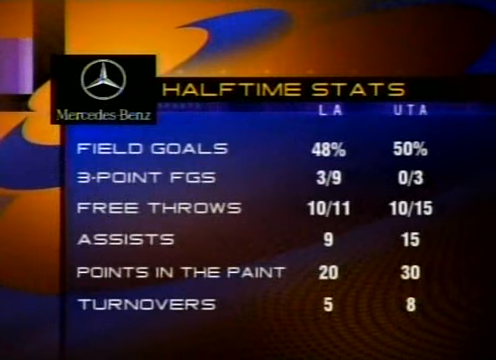 HALFTIME STATS
Mercedes-Benz
LA UTA
FIELD GOALS 48% 50%
3-POINT FGS 3/9 0/3
FREE THROWS 10/11 10/15
ASSISTS 9 15
POINTS IN THE PAINT 20 30
TURNOVERS 5 8